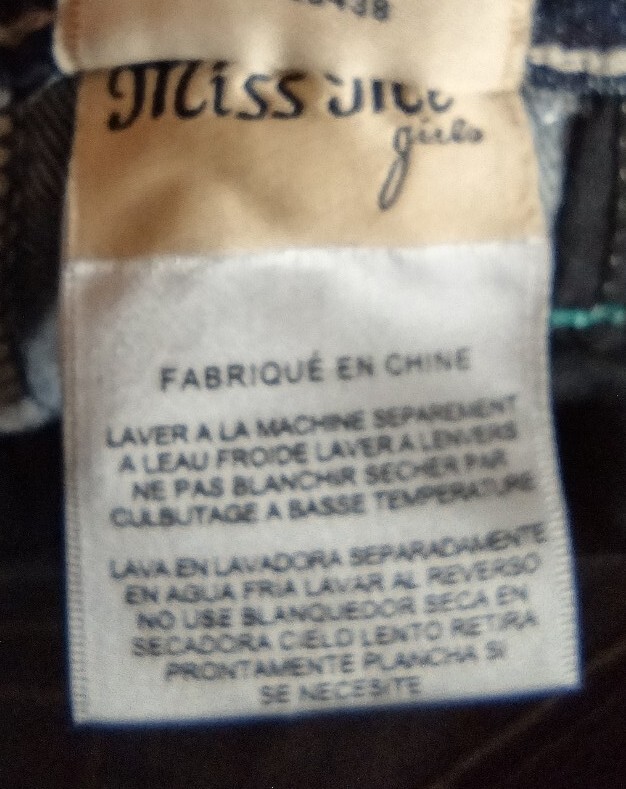 Miss Me
girls
FABRIQUÉ EN CHINE
LAVER A LA MACHINE SEPAREMENT
A LEAU FROIDE LAVER A LENVERS
NE PAS BLANCHIR SECHER PAR
CULBUTAGE A BASSE TEMPERATURE
LAVA EN LAVADORA SEPARADAMENTE
EN AGUA FRIA LAVAR AL REVERSO
NO USE BLANQUEDOR SECA EN
SECADORA CIELO LENTO RETIRA
PRONTAMENTE PLANCHA SI
SE NECESITE